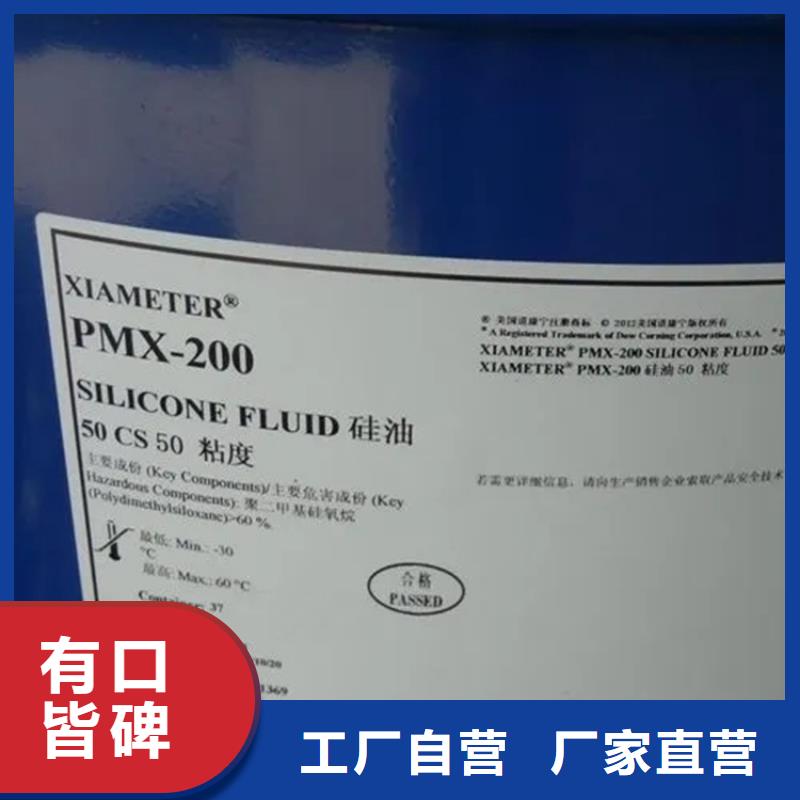 XIAMETER®
PMX-200
SILICONE FLUID 硅油
50 CS 50 粘度
主要成份 (Key Components)/主要危害成份 (Key
Hazardous Components): 聚二甲基硅氧烷
(Polydimethylsiloxane)>60 %.
最低: Min.: -30
°C
最高: Max.: 60 °C
Container: 37
10/20
1369
合格
PASSED
® 美国道康宁注册商标 © 2012美国道康宁版权所有
® A Registered Trademark of Dow Corning Corporation, U.S.A.
XIAMETER® PMX-200 SILICONE FLUID 50
XIAMETER® PMX-200 硅油 50 粘度
若需更详细信息, 请向生产销售企业索取产品安全技术
有口
皆碑
工厂自营 厂家直营